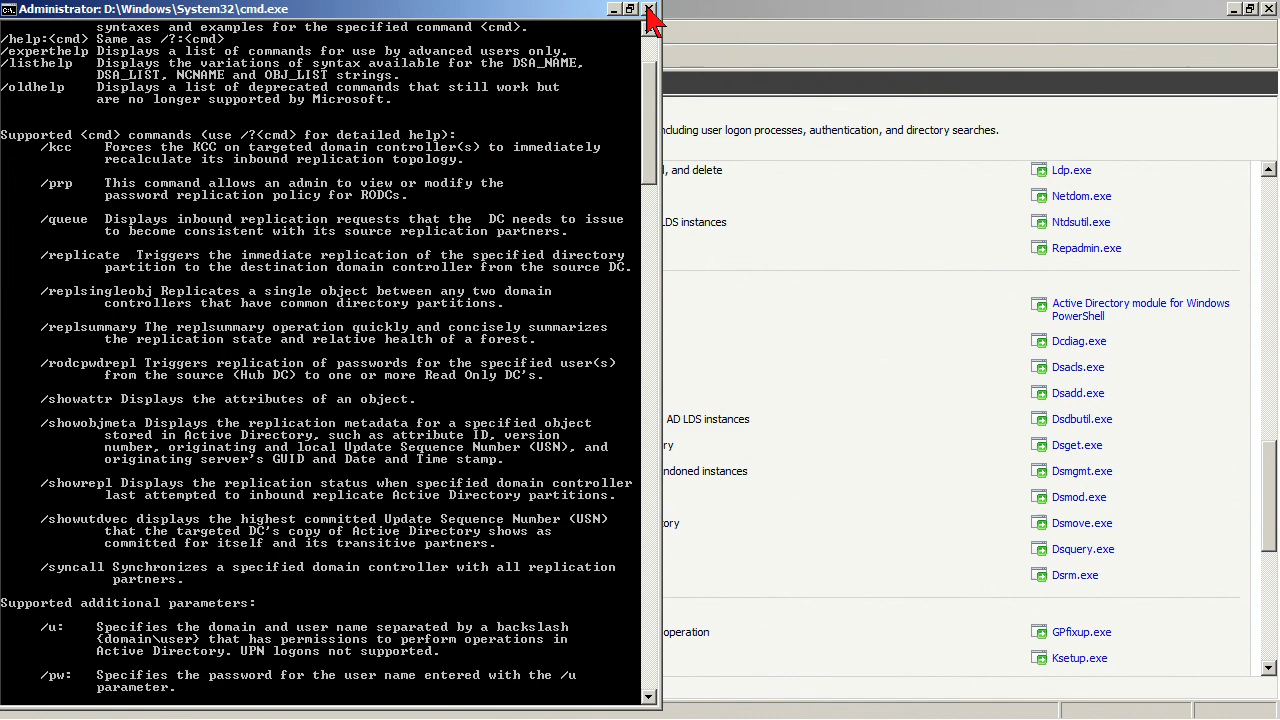 Administrator: D:\Windows\System32\cmd.exe
syntaxes and examples for the specified command <cmd>.
/help:<cmd> Same as /?:<cmd>
/experthelp Displays a list of commands for use by advanced users only.
/listhelp Displays the variations of syntax available for the DSA_NAME,
DSA_LIST, NCNAME and OBJ_LIST strings.
/oldhelp Displays a list of deprecated commands that still work but
are no longer supported by Microsoft.
Supported <cmd> commands (use /?<cmd> for detailed help):
/kcc Forces the KCC on targeted domain controller(s) to immediately
recalculate its inbound replication topology.
/prp This command allows an admin to view or modify the
password replication policy for RODCs.
/queue Displays inbound replication requests that the DC needs to issue
to become consistent with its source replication partners.
/replicate Triggers the immediate replication of the specified directory
partition to the destination domain controller from the source DC.
/replsingleobj Replicates a single object between any two domain
controllers that have common directory partitions.
/replsummary The replsummary operation quickly and concisely summarizes
the replication state and relative health of a forest.
/rodcpwdrepl Triggers replication of passwords for the specified user(s)
from the source (Hub DC) to one or more Read Only DC's.
/showattr Displays the attributes of an object.
/showobjmeta Displays the replication metadata for a specified object
stored in Active Directory, such as attribute ID, version
number, originating and local Update Sequence Number (USN), and
originating server's GUID and Date and Time stamp.
/showrepl Displays the replication status when specified domain controller
last attempted to inbound replicate Active Directory partitions.
/showutdvec displays the highest committed Update Sequence Number (USN)
that the targeted DC's copy of Active Directory shows as
committed for itself and its transitive partners.
/syncall Synchronizes a specified domain controller with all replication
partners.
Supported additional parameters:
/u: Specifies the domain and user name separated by a backslash
{domain\user} that has permissions to perform operations in
Active Directory. UPN logons not supported.
/pw: Specifies the password for the user name entered with the /u
parameter.
cluding user logon processes, authentication, and directory searches.
l, and delete
Ldp.exe
Netdom.exe
LDS instances
Ntdsutil.exe
Repadmin.exe
Active Directory module for Windows
PowerShell
Dcdiag.exe
Dsacls.exe
Dsadd.exe
AD LDS instances
Dsdbutil.exe
ry
Dsget.exe
ndoned instances
Dsmgmt.exe
Dsmod.exe
tory
Dsmove.exe
Dsquery.exe
Dsrm.exe
operation
GPfixup.exe
Ksetup.exe